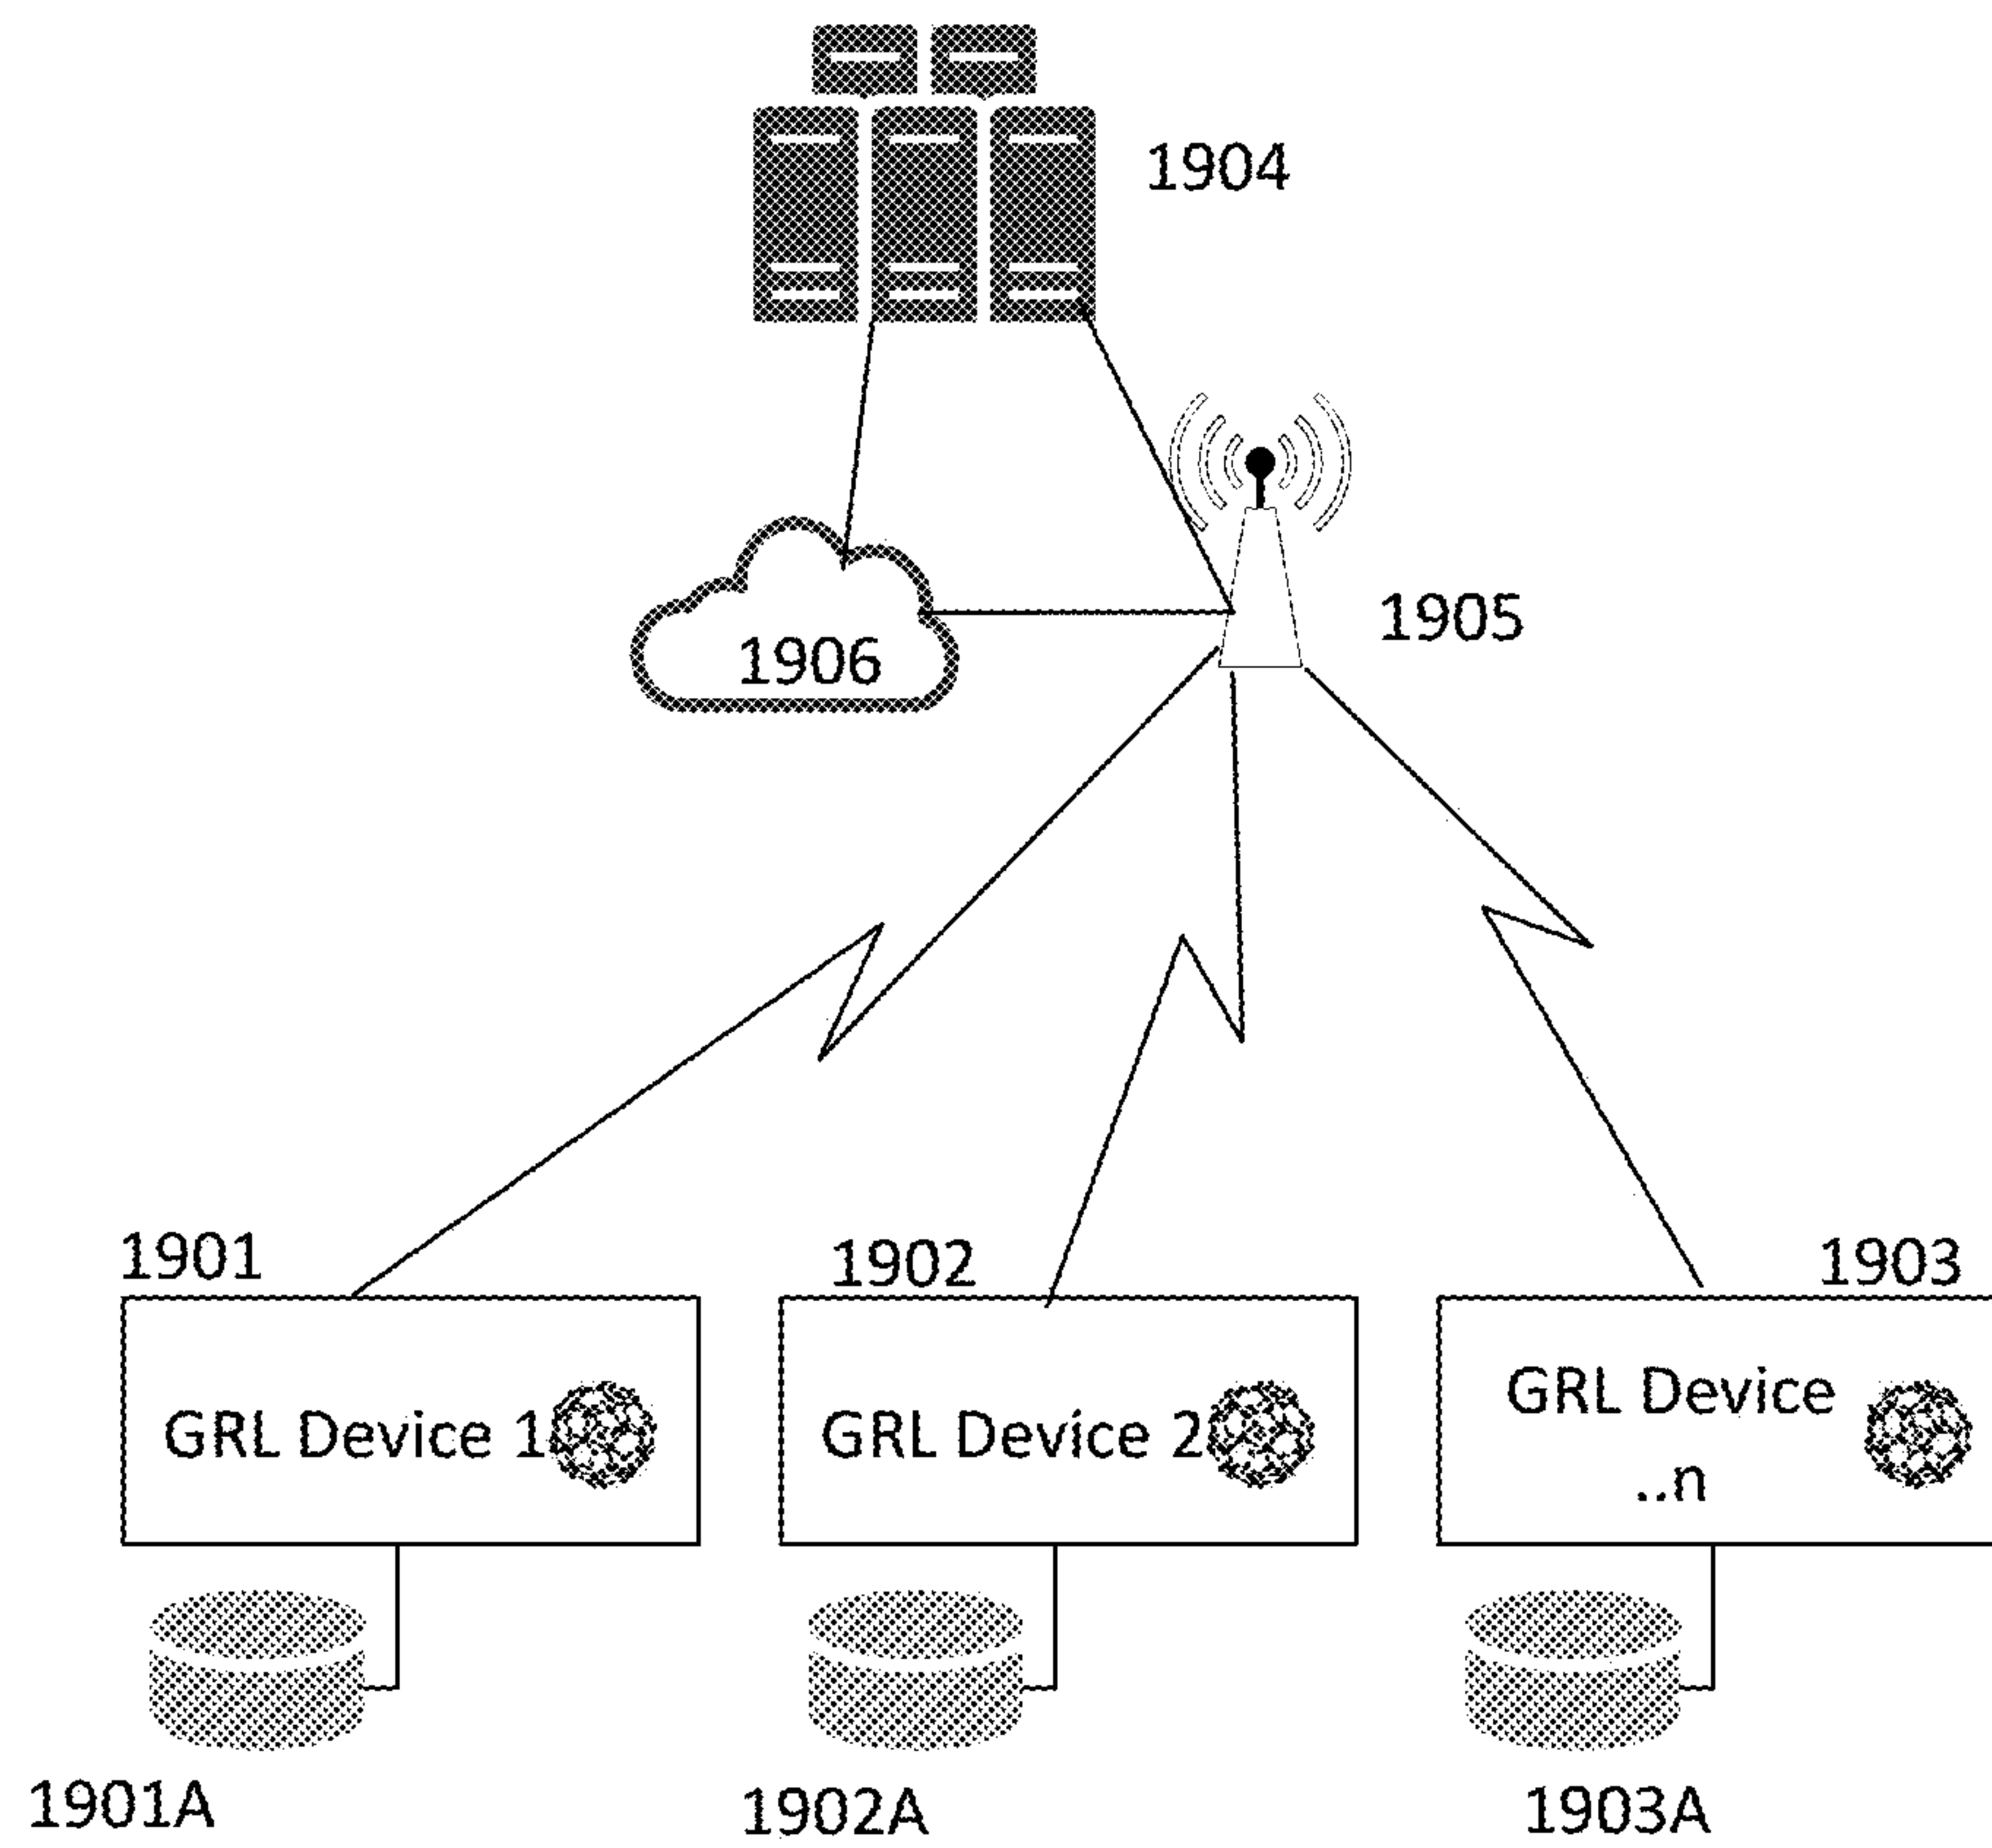 1904
1905
1906
1901
1902
1903
GRL Device 1
GRL Device 2
GRL Device
..n
1901A
1902A
1903A